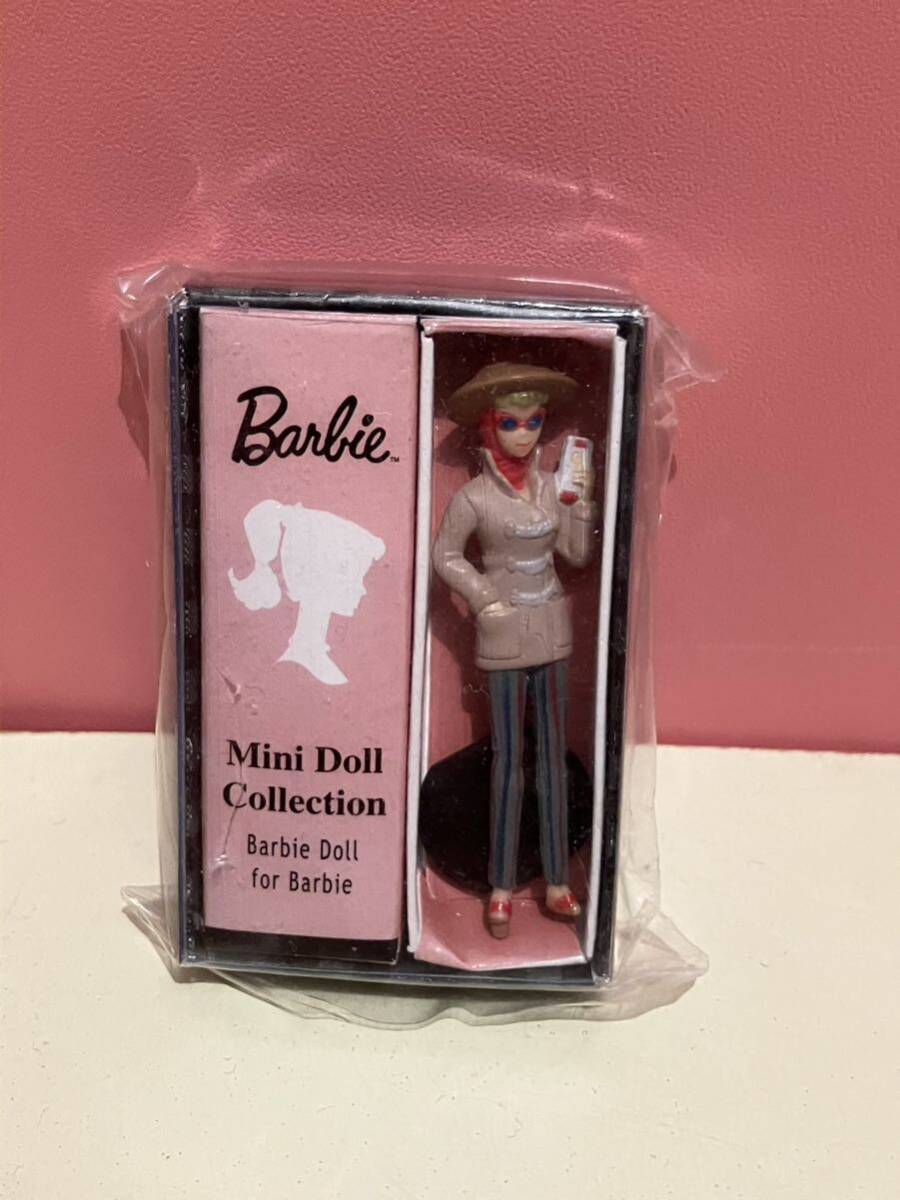 Barbie™
Mini Doll
Collection
Barbie Doll
for Barbie